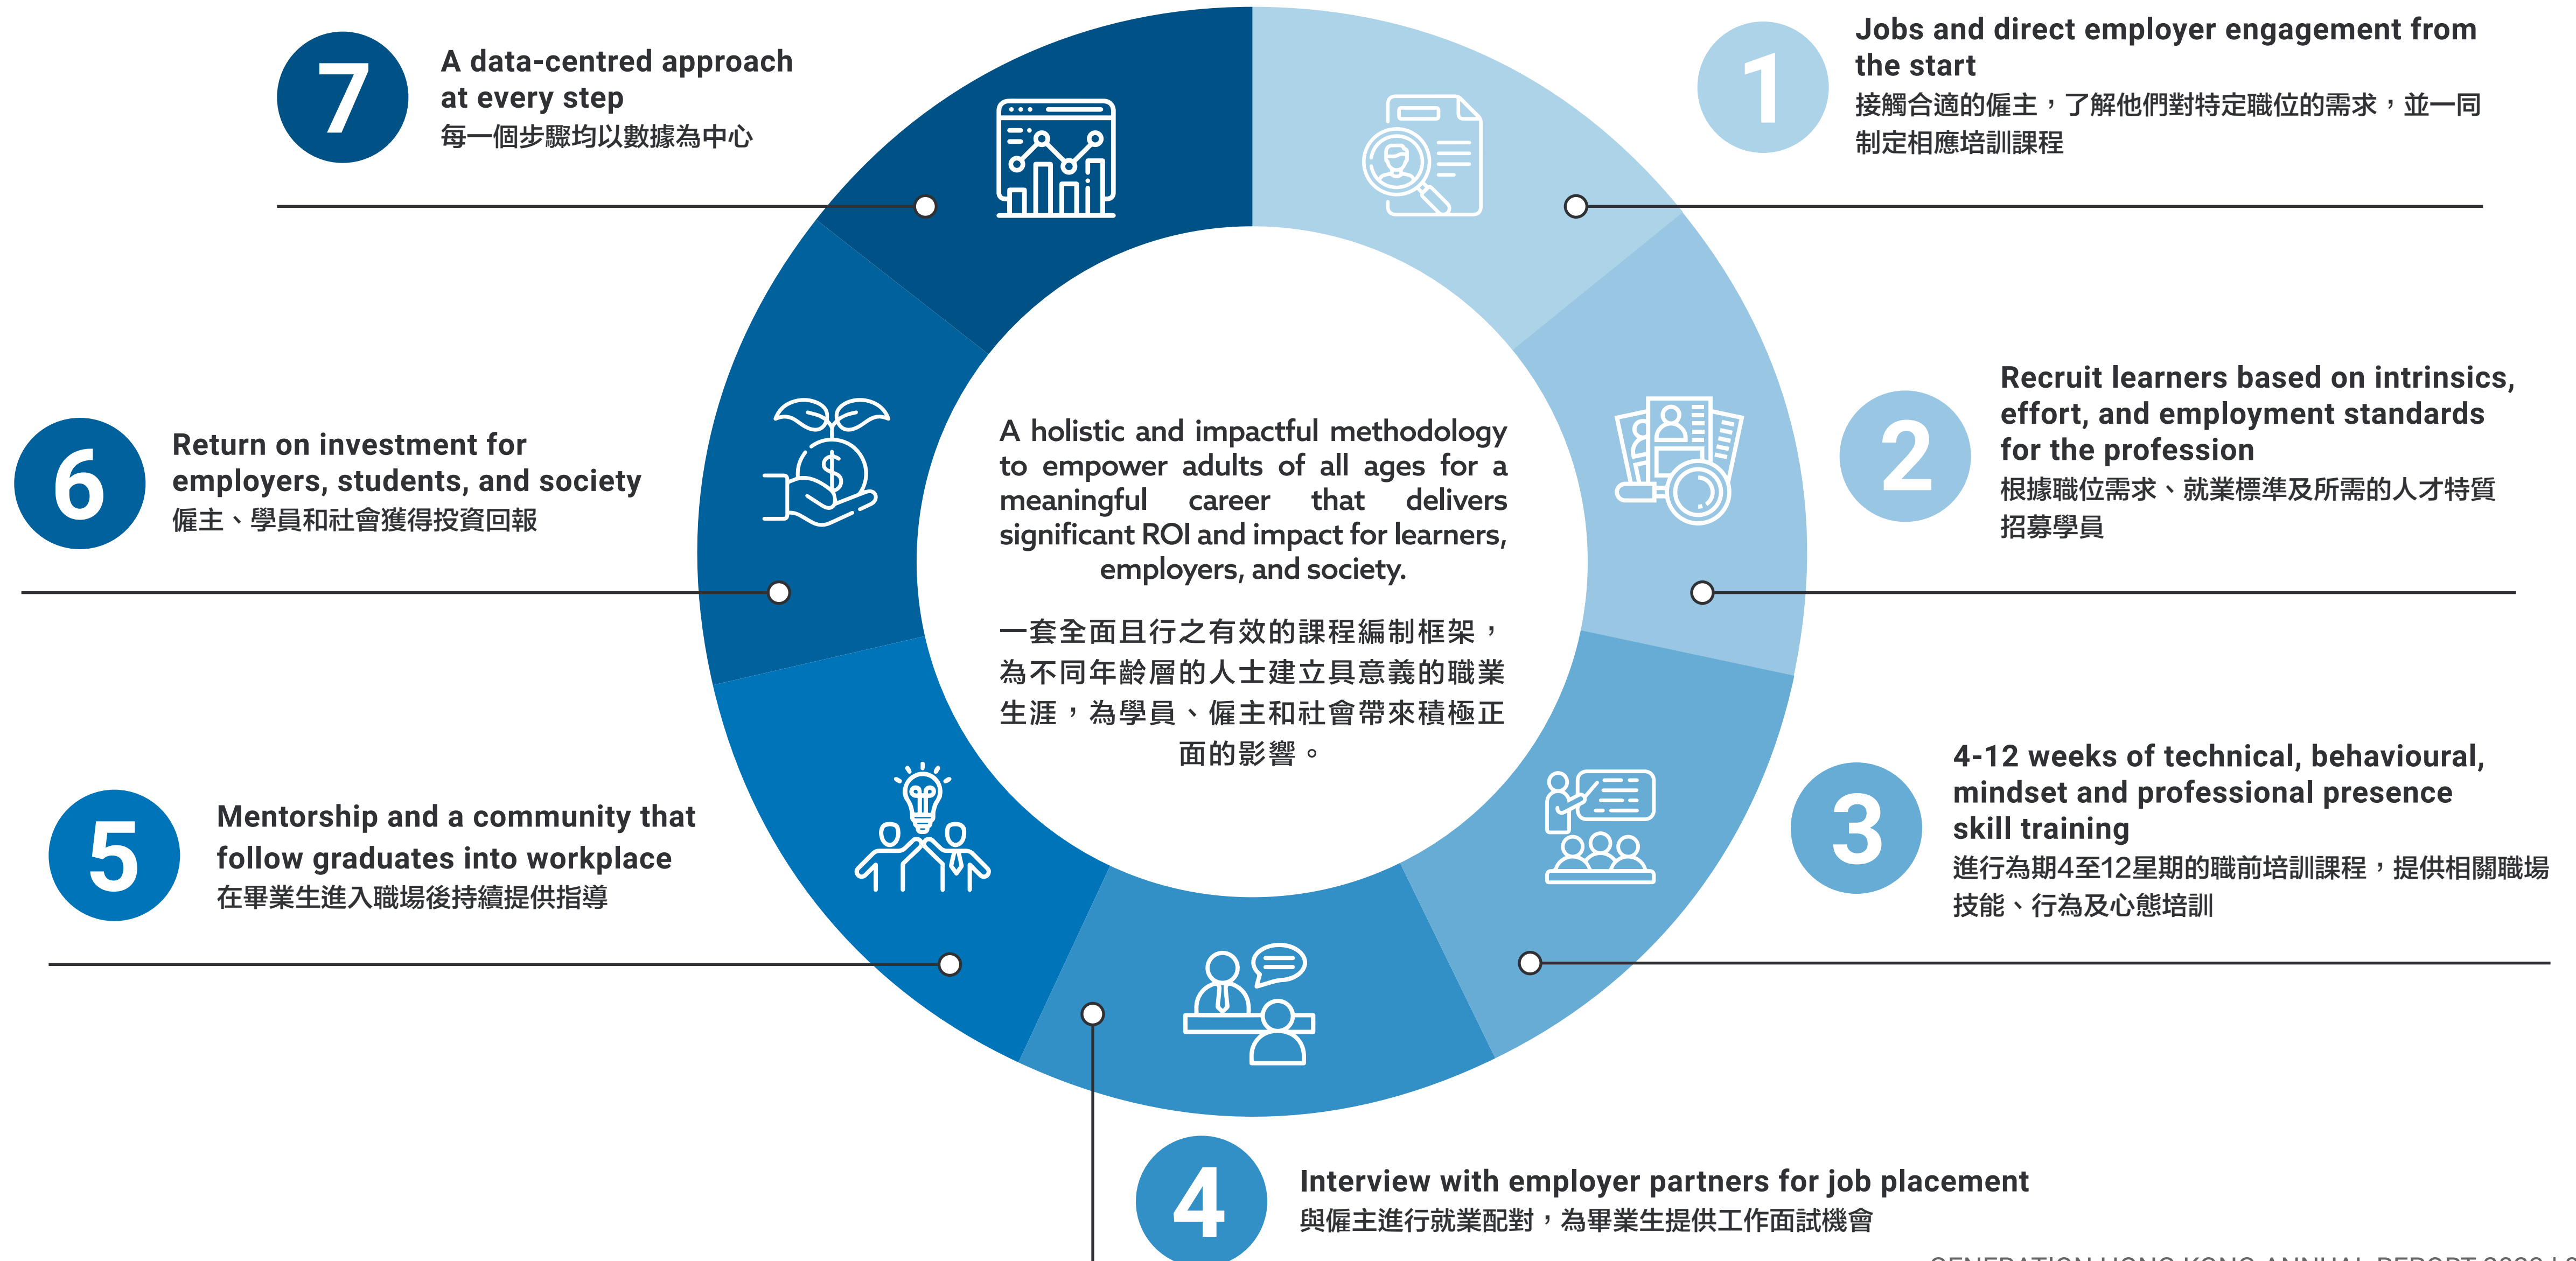 1
Jobs and direct employer engagement from
the start
接觸合適的僱主，了解他們對特定職位的需求，並一同
制定相應培訓課程
2
Recruit learners based on intrinsics,
effort, and employment standards
for the profession
根據職位需求、就業標準及所需的人才特質
招募學員
3
4-12 weeks of technical, behavioural,
mindset and professional presence
skill training
進行為期4至12星期的職前培訓課程，提供相關職場
技能、行為及心態培訓
4
Interview with employer partners for job placement
與僱主進行就業配對，為畢業生提供工作面試機會
5
Mentorship and a community that
follow graduates into workplace
在畢業生進入職場後持續提供指導
6
Return on investment for
employers, students, and society
僱主、學員和社會獲得投資回報
7
A data-centred approach
at every step
每一個步驟均以數據為中心
A holistic and impactful methodology
to empower adults of all ages for a
meaningful career that delivers
significant ROI and impact for learners,
employers, and society.
一套全面且行之有效的課程編制框架，
為不同年齡層的人士建立具意義的職業
生涯，為學員、僱主和社會帶來積極正
面的影響。
GENERATION HONG KONG ANNUAL REPORT